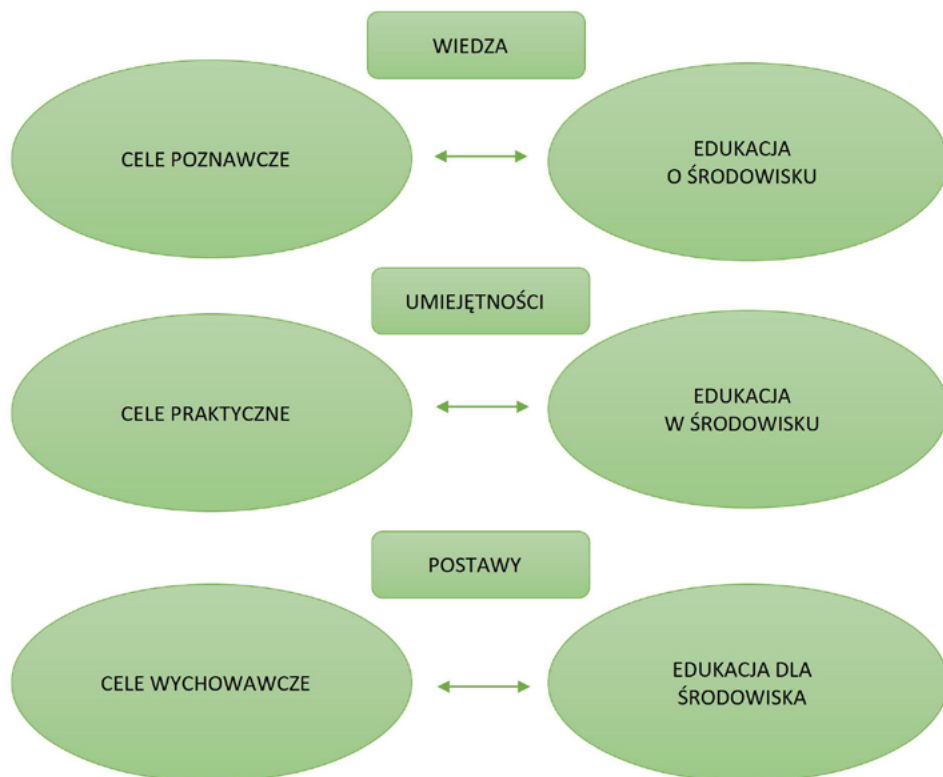 WIEDZA
CELE POZNAWCZE
EDUKACJA
O ŚRODOWISKU
UMIEJĘTNOŚCI
CELE PRAKTYCZNE
EDUKACJA
W ŚRODOWISKU
POSTAWY
CELE WYCHOWAWCZE
EDUKACJA DLA
ŚRODOWISKA